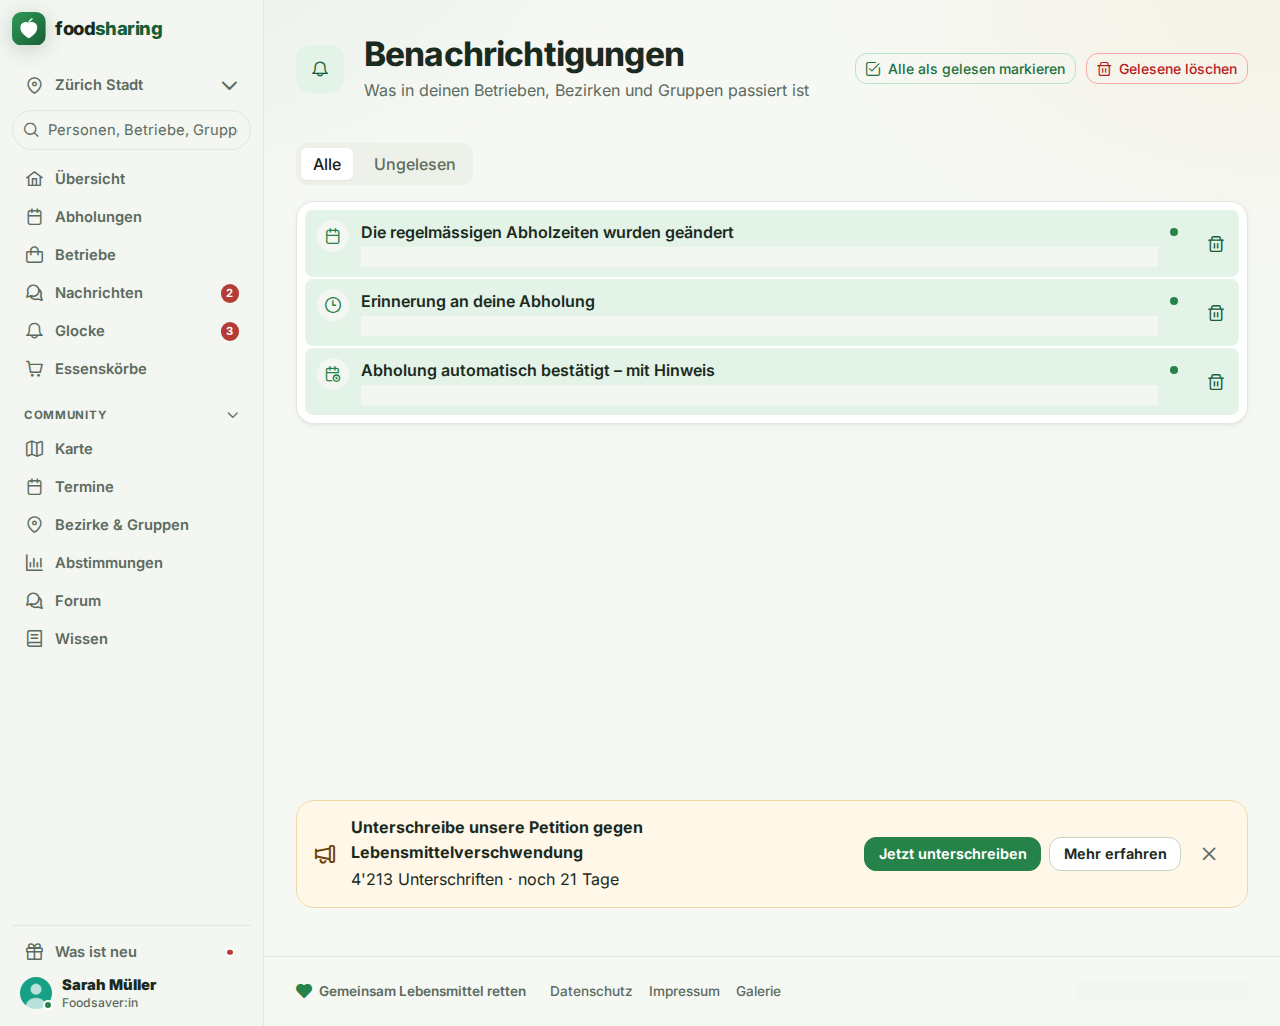 foodsharing
Zürich Stadt
Personen, Betriebe, Grupp
Übersicht
Abholungen
Betriebe
Nachrichten 2
Glocke 3
Essenskörbe
COMMUNITY
Karte
Termine
Bezirke & Gruppen
Abstimmungen
Forum
Wissen
Was ist neu
Sarah Müller
Foodsaver:in
Benachrichtigungen
Was in deinen Betrieben, Bezirken und Gruppen passiert ist
Alle als gelesen markieren
Gelesene löschen
Alle
Ungelesen
Die regelmässigen Abholzeiten wurden geändert
Erinnerung an deine Abholung
Abholung automatisch bestätigt – mit Hinweis
Unterschreibe unsere Petition gegen
Lebensmittelverschwendung
4'213 Unterschriften · noch 21 Tage
Jetzt unterschreiben
Mehr erfahren
Gemeinsam Lebensmittel retten
Datenschutz
Impressum
Galerie